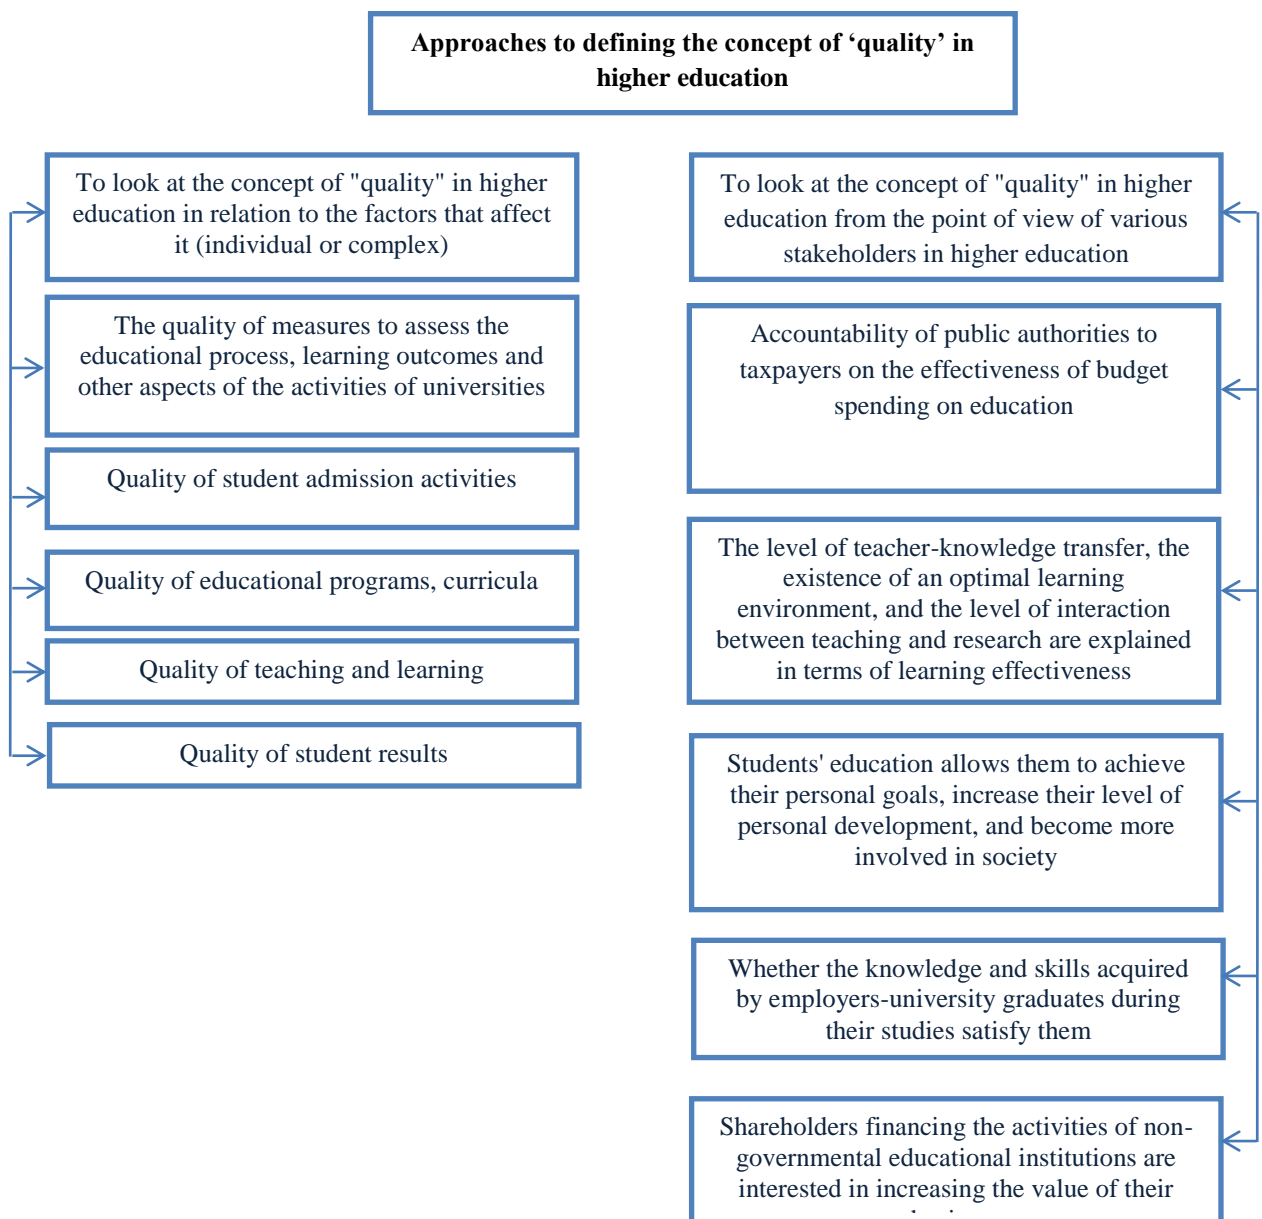 Approaches to defining the concept of ‘quality’ in
higher education
To look at the concept of "quality" in higher
education in relation to the factors that affect
it (individual or complex)
The quality of measures to assess the
educational process, learning outcomes and
other aspects of the activities of universities
Quality of student admission activities
Quality of educational programs, curricula
Quality of teaching and learning
Quality of student results
To look at the concept of "quality" in higher
education from the point of view of various
stakeholders in higher education
Accountability of public authorities to
taxpayers on the effectiveness of budget
spending on education
The level of teacher-knowledge transfer, the
existence of an optimal learning
environment, and the level of interaction
between teaching and research are explained
in terms of learning effectiveness
Students' education allows them to achieve
their personal goals, increase their level of
personal development, and become more
involved in society
Whether the knowledge and skills acquired
by employers-university graduates during
their studies satisfy them
Shareholders financing the activities of non-
governmental educational institutions are
interested in increasing the value of their